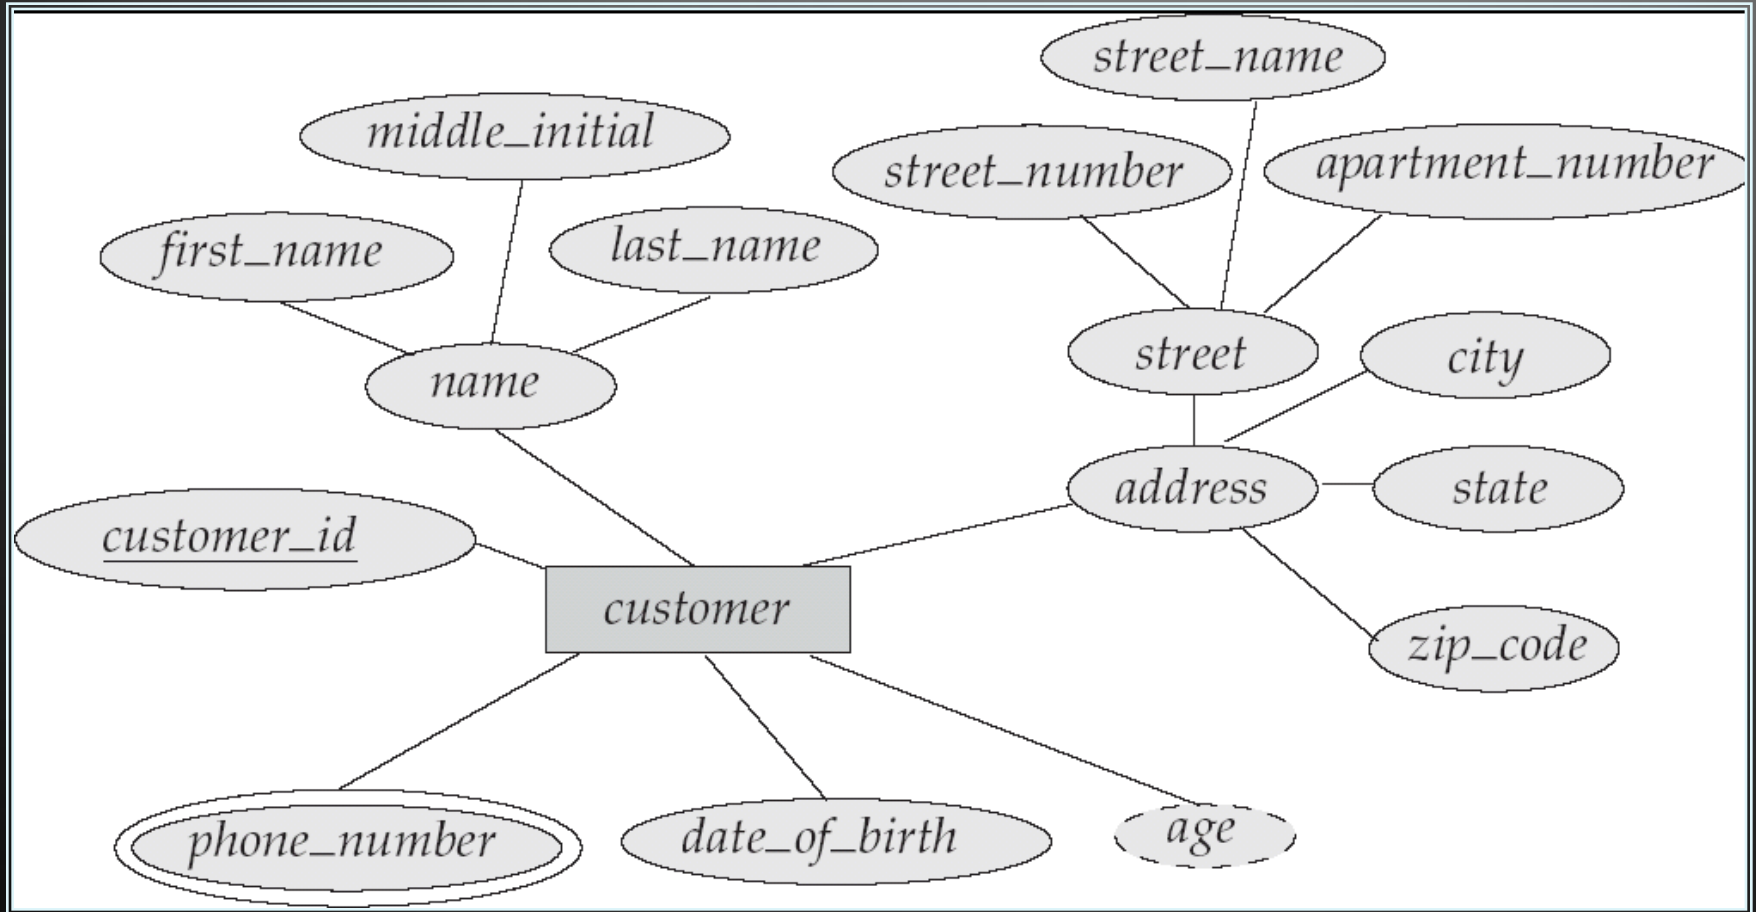 street_name
middle_initial
street_number
apartment_number
first_name
last_name
street
city
name
address
state
customer_id
customer
zip_code
phone_number
date_of_birth
age